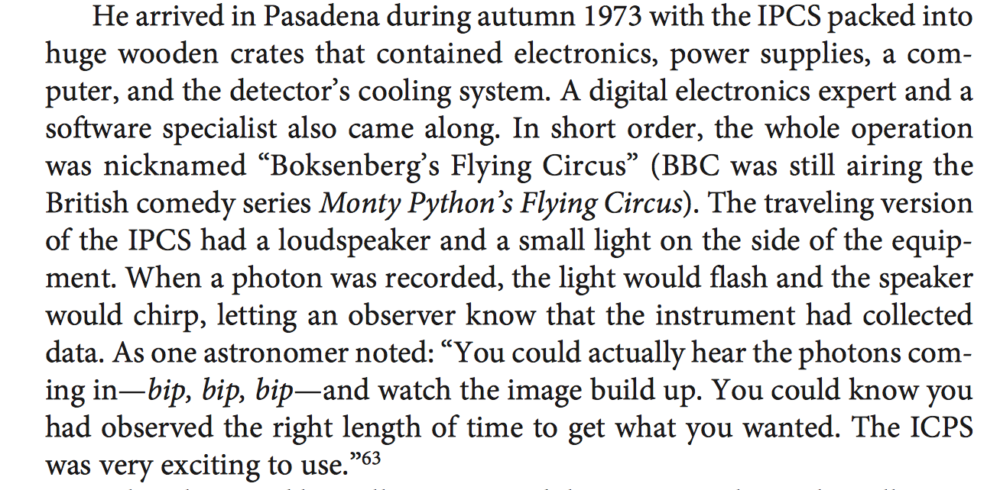 He arrived in Pasadena during autumn 1973 with the IPCS packed into
huge wooden crates that contained electronics, power supplies, a com-
puter, and the detector’s cooling system. A digital electronics expert and a
software specialist also came along. In short order, the whole operation
was nicknamed “Boksenberg’s Flying Circus” (BBC was still airing the
British comedy series Monty Python’s Flying Circus). The traveling version
of the IPCS had a loudspeaker and a small light on the side of the equip-
ment. When a photon was recorded, the light would flash and the speaker
would chirp, letting an observer know that the instrument had collected
data. As one astronomer noted: “You could actually hear the photons com-
ing in—bip, bip, bip—and watch the image build up. You could know you
had observed the right length of time to get what you wanted. The ICPS
was very exciting to use.”63